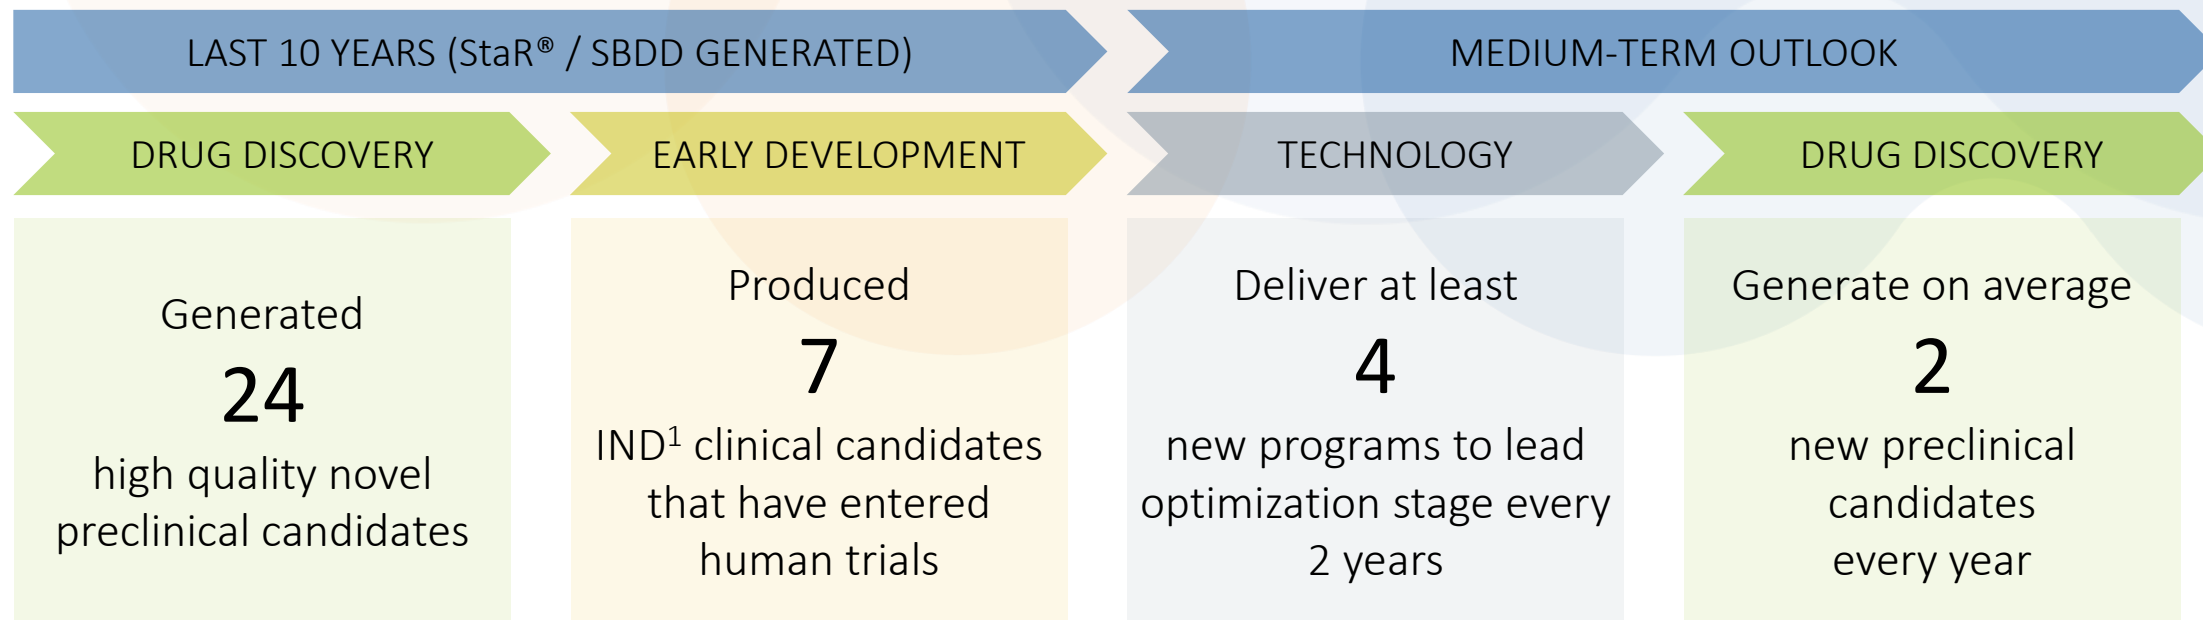 LAST 10 YEARS (StaR® / SBDD GENERATED)
MEDIUM-TERM OUTLOOK
DRUG DISCOVERY
EARLY DEVELOPMENT
TECHNOLOGY
DRUG DISCOVERY
Generated
24
high quality novel
preclinical candidates
Produced
7
IND¹ clinical candidates
that have entered
human trials
Deliver at least
4
new programs to lead
optimization stage every
2 years
Generate on average
2
new preclinical
candidates
every year